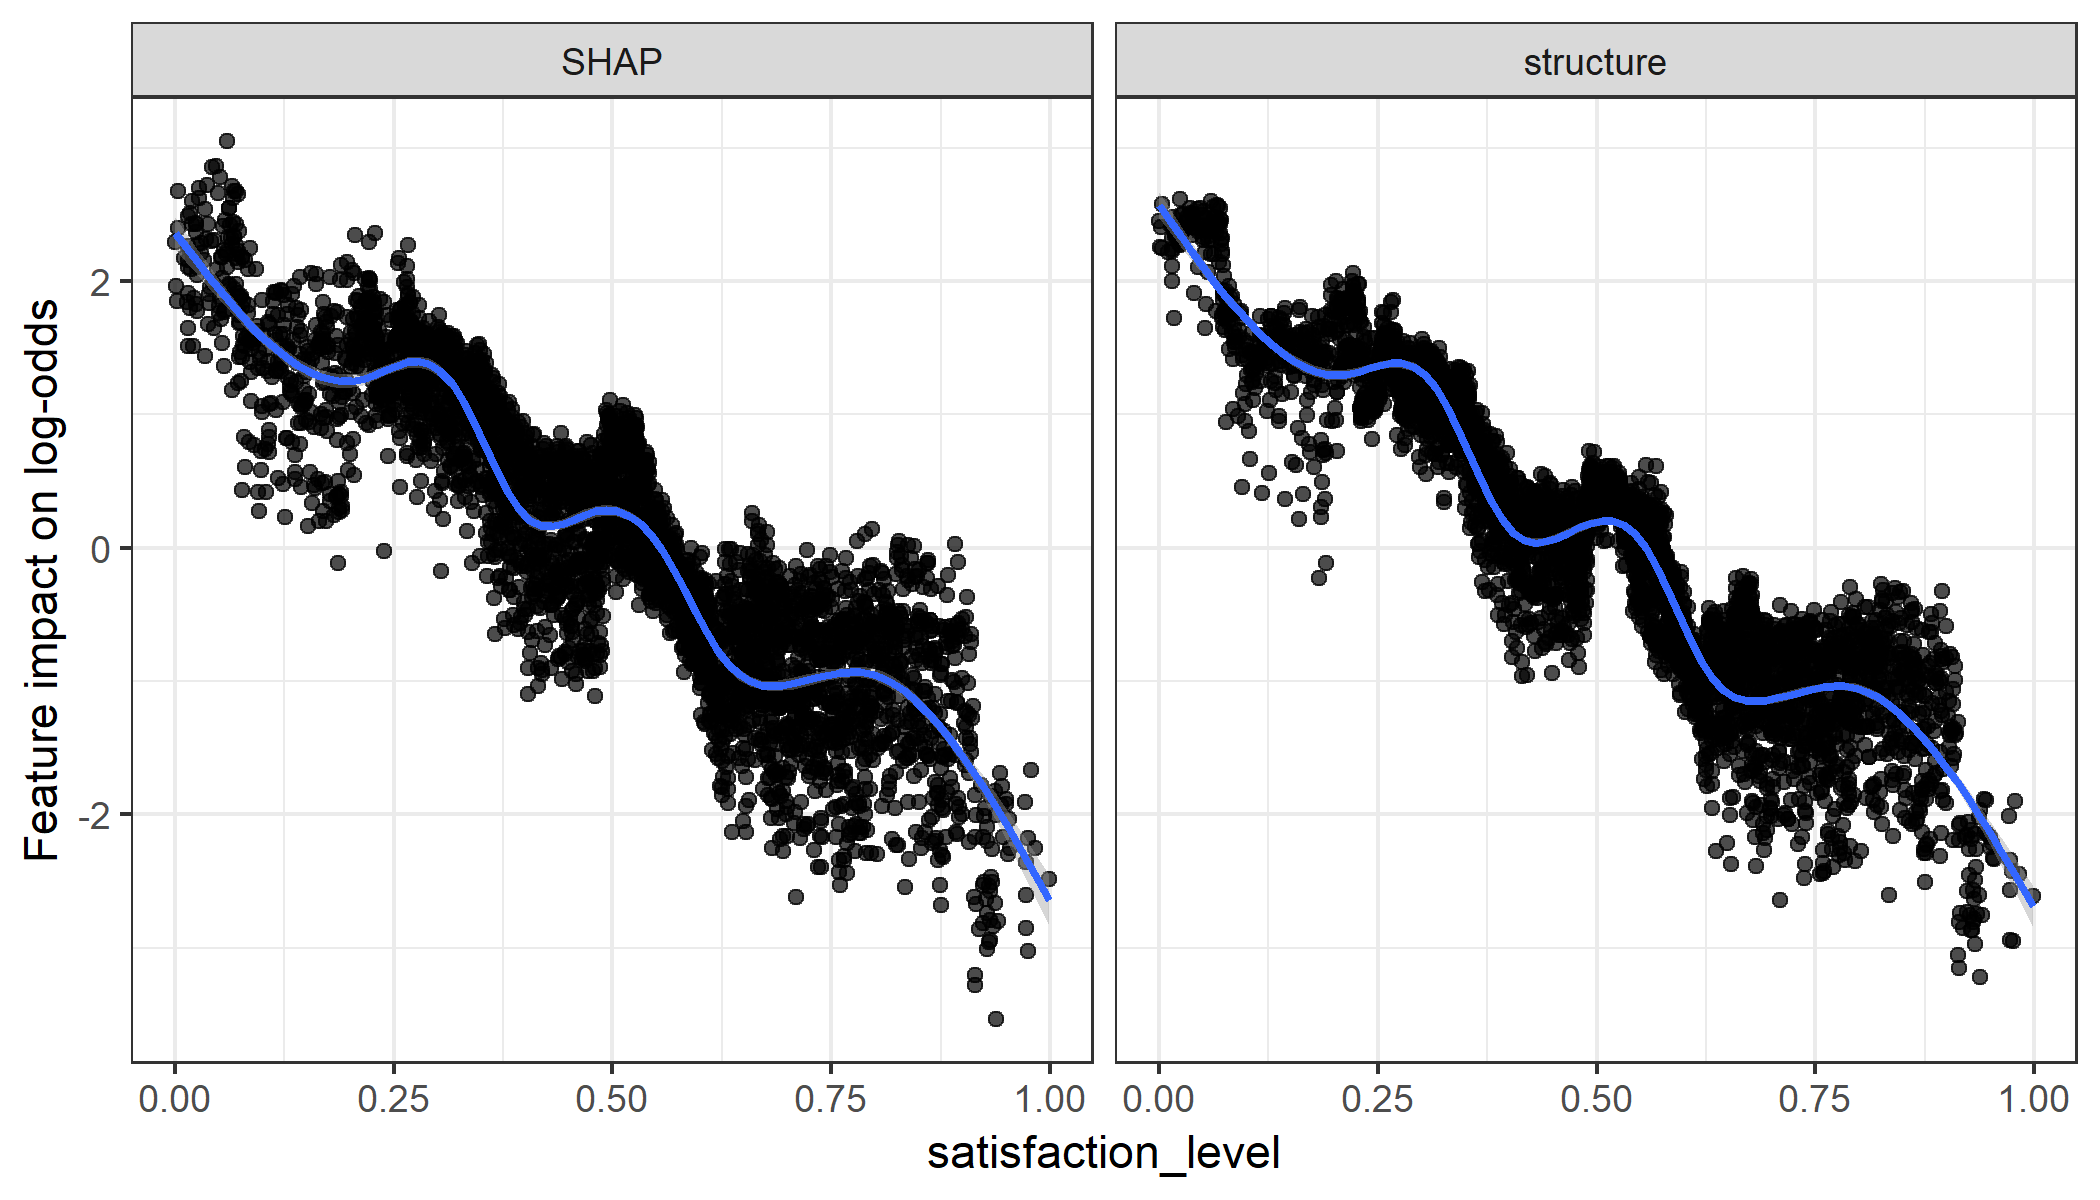 SHAP
structure
Feature impact on log-odds
2
0
-2
0.00 0.25 0.50 0.75 1.00
0.00 0.25 0.50 0.75 1.00
satisfaction_level